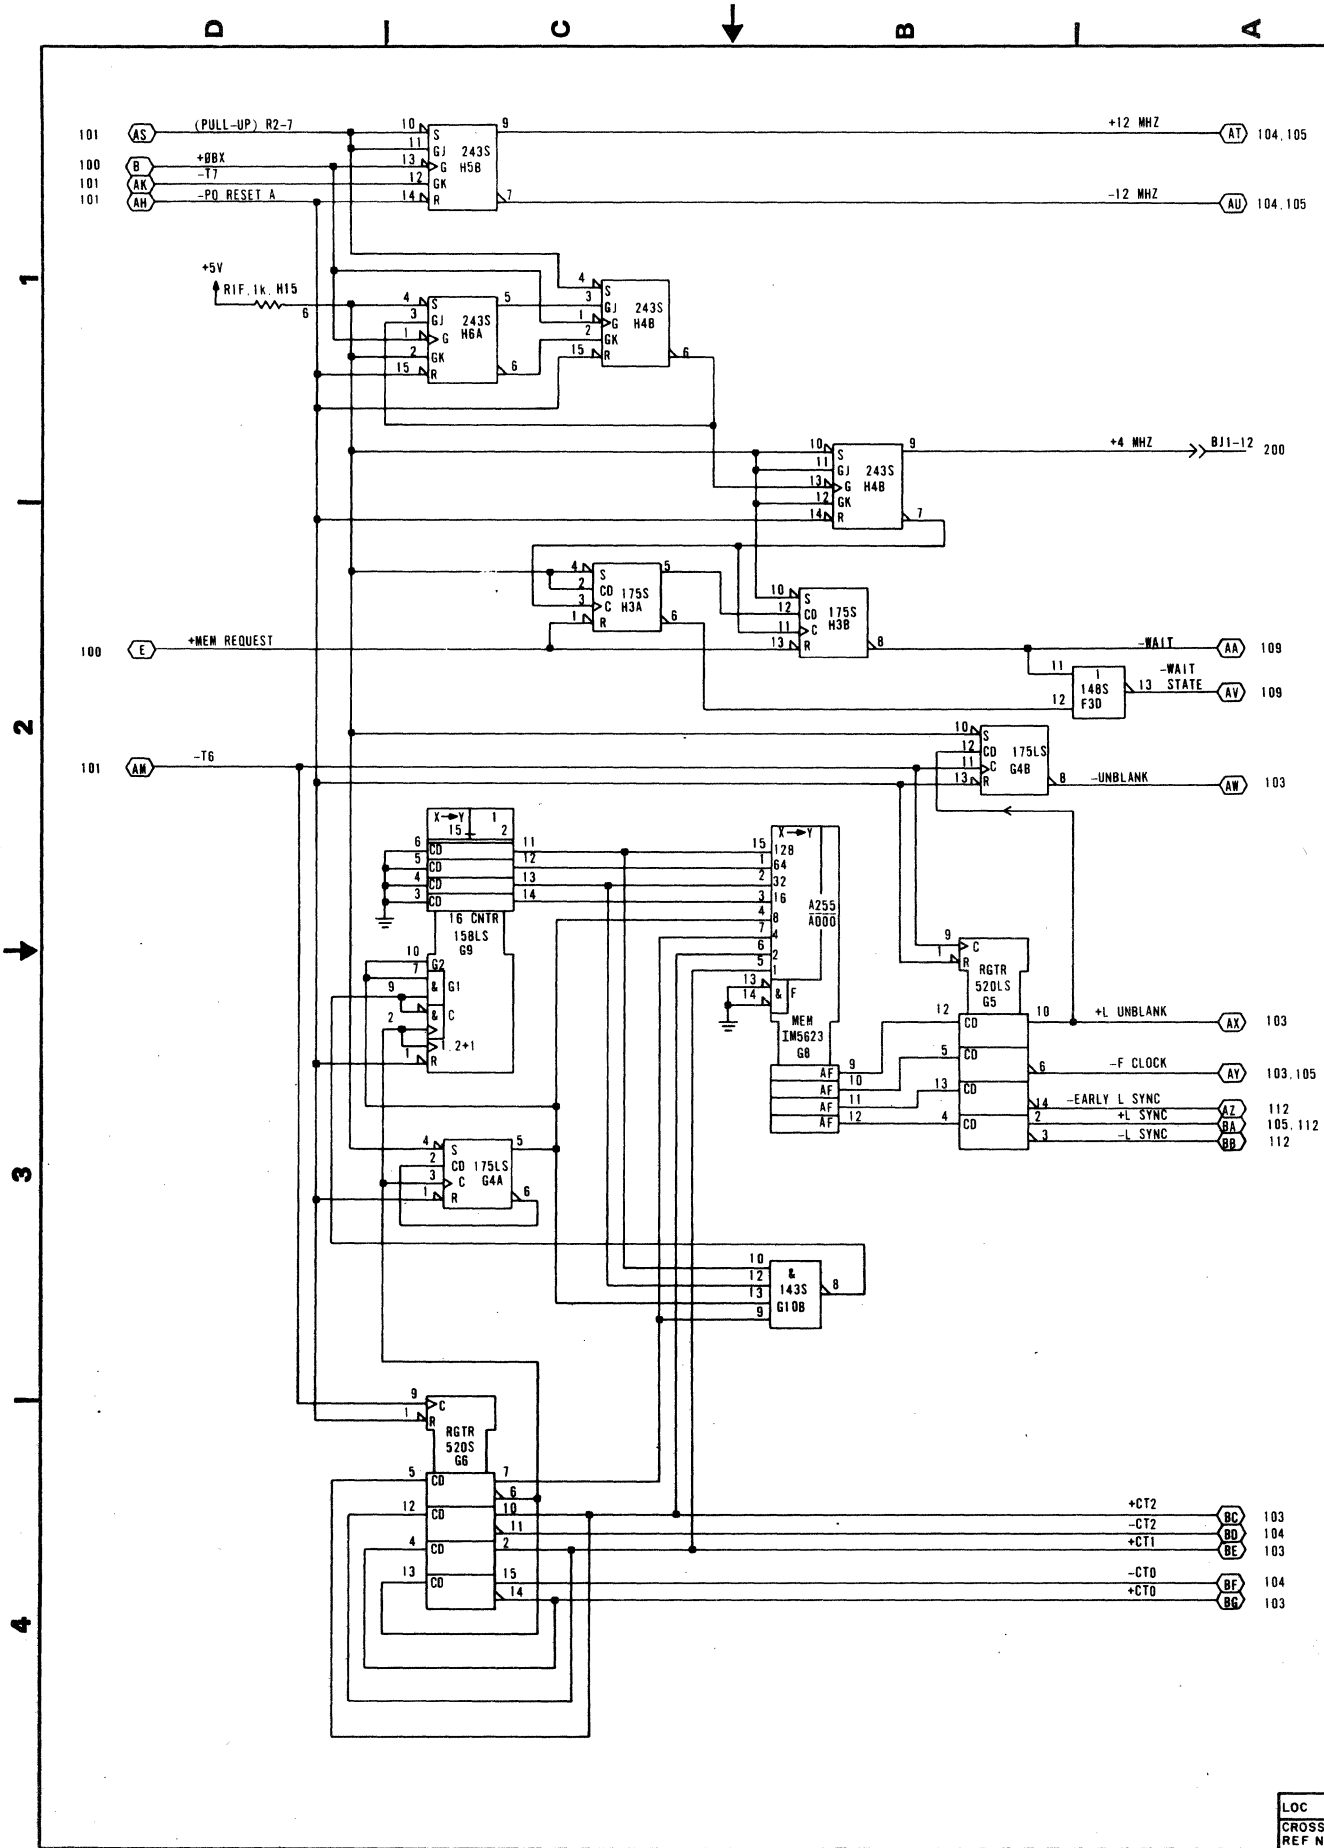 D C B A
1
2
3
4
101 AS (PULL-UP) R2-7
100 B +0BX
101 AK -T7
101 AH -PO RESET A
10 S 9
11 GJ 243S
13 G H5B
12 GK
14 R 7
+12 MHZ AT 104,105
-12 MHZ AU 104,105
+5V
R1F,1k, H15
6
4 S 5
3 GJ 243S
1 G H6A
2 GK
15 R 6
4 S
3 GJ 243S
1 G H4B
2 GK
15 R 6
10 S 9
11 GJ 243S
13 G H4B
12 GK
14 R 7
+4 MHZ BJ1-12 200
4 S 5
2 CD 175S
3 C H3A
1 R 6
10 S
12 CD 175S
11 C H3B
13 R 8
100 E +MEM REQUEST
-WAIT AA 109
11 1
148S
12 F3D
13 -WAIT STATE AV 109
101 AM -T6
10 S
12 CD 175LS
11 C G4B
13 R 8
-UNBLANK AW 103
X→Y 1
15 2
6 CD 11
5 CD 12
4 CD 13
3 CD 14
16 CNTR
158LS
G9
10 G2
7
9 & G1
& C
2
1,2+1
1 R
X→Y
15 128
1 64
2 32
3 16
4 8
7 4
6 2
5 1
A255
A000
13
14 & F
MEM
IM5623
G8
AF 9
AF 10
AF 11
AF 12
9 C
1 R
RGTR
520LS
G5
12 CD 10
5 CD 6
13 CD 14
4 CD 2
3
+L UNBLANK AX 103
-F CLOCK AY 103,105
-EARLY L SYNC AZ 112
+L SYNC BA 105,112
-L SYNC BB 112
4 S 5
2 CD 175LS
3 C G4A
1 R 6
10 &
12 143S 8
13 G10B
9
9 C
1 R
RGTR
520S
G6
5 CD 7
6
12 CD 10
11
4 CD 2
13 CD 15
14
+CT2 BC 103
-CT2 BD 104
+CT1 BE 103
-CT0 BF 104
+CT0 BG 103
LOC
CROSS
REF N